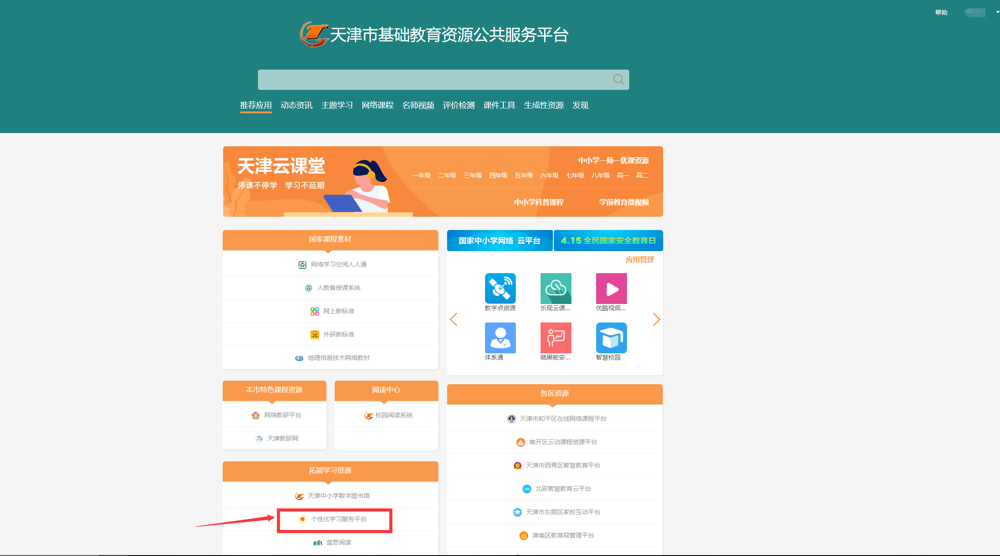 帮助
天津市基础教育资源公共服务平台
推荐应用 动态资讯 主题学习 网络课程 名师视频 评价检测 课件工具 生成性资源 发现
天津云课堂
停课不停学 学习不延期
中小学一师一优课资源
一年级 二年级 三年级 四年级 五年级 六年级 七年级 八年级 高一 高二
中小学科普课程 学前教育微视频
国家课程素材
网络学习空间人人通
人教备授课系统
网上新标准
外研新标准
地理信息技术网络教材
国家中小学网络 云平台
4.15 全民国家安全教育日
应用管理
教学点资源 乐现云课... 优酷视频...
体系通 晓黑板安... 智慧校园
本市特色课程资源
网络教研平台
天津教研网
阅读中心
校园阅读系统
各区资源
天津市和平区在线网络课程平台
南开区云动课程资源平台
天津市西青区智慧教育平台
北辰智慧教育云平台
天津市东丽区家校互动平台
津南区教育局管理平台
拓展学习资源
天津中小学数字图书馆
个性化学习服务平台
蓝思阅读